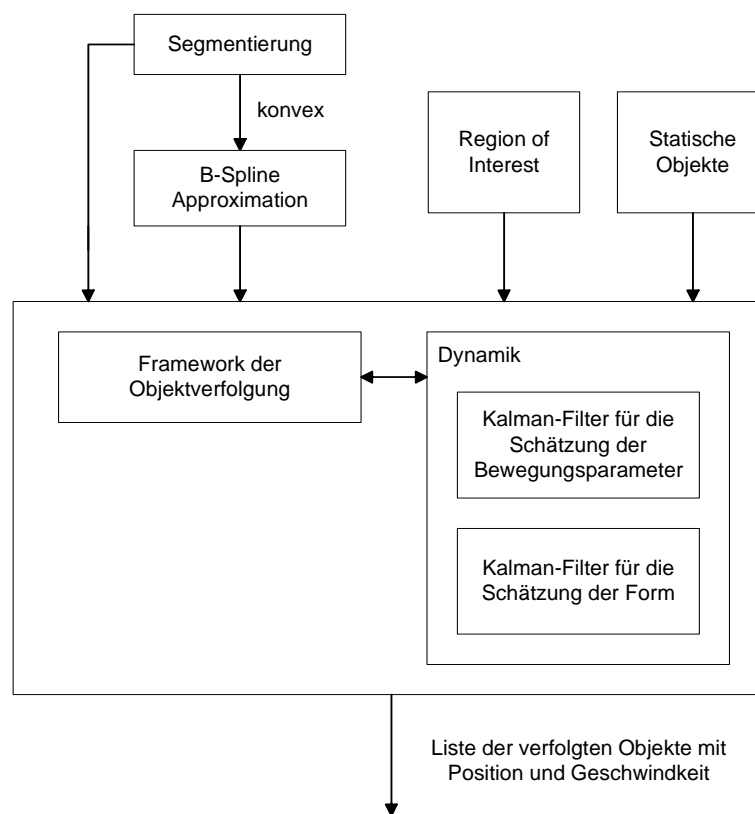 Segmentierung
konvex
B-Spline
Approximation
Region of
Interest
Statische
Objekte
Framework der
Objektverfolgung
Dynamik
Kalman-Filter für die
Schätzung der
Bewegungsparameter
Kalman-Filter für die
Schätzung der Form
Liste der verfolgten Objekte mit
Position und Geschwindkeit